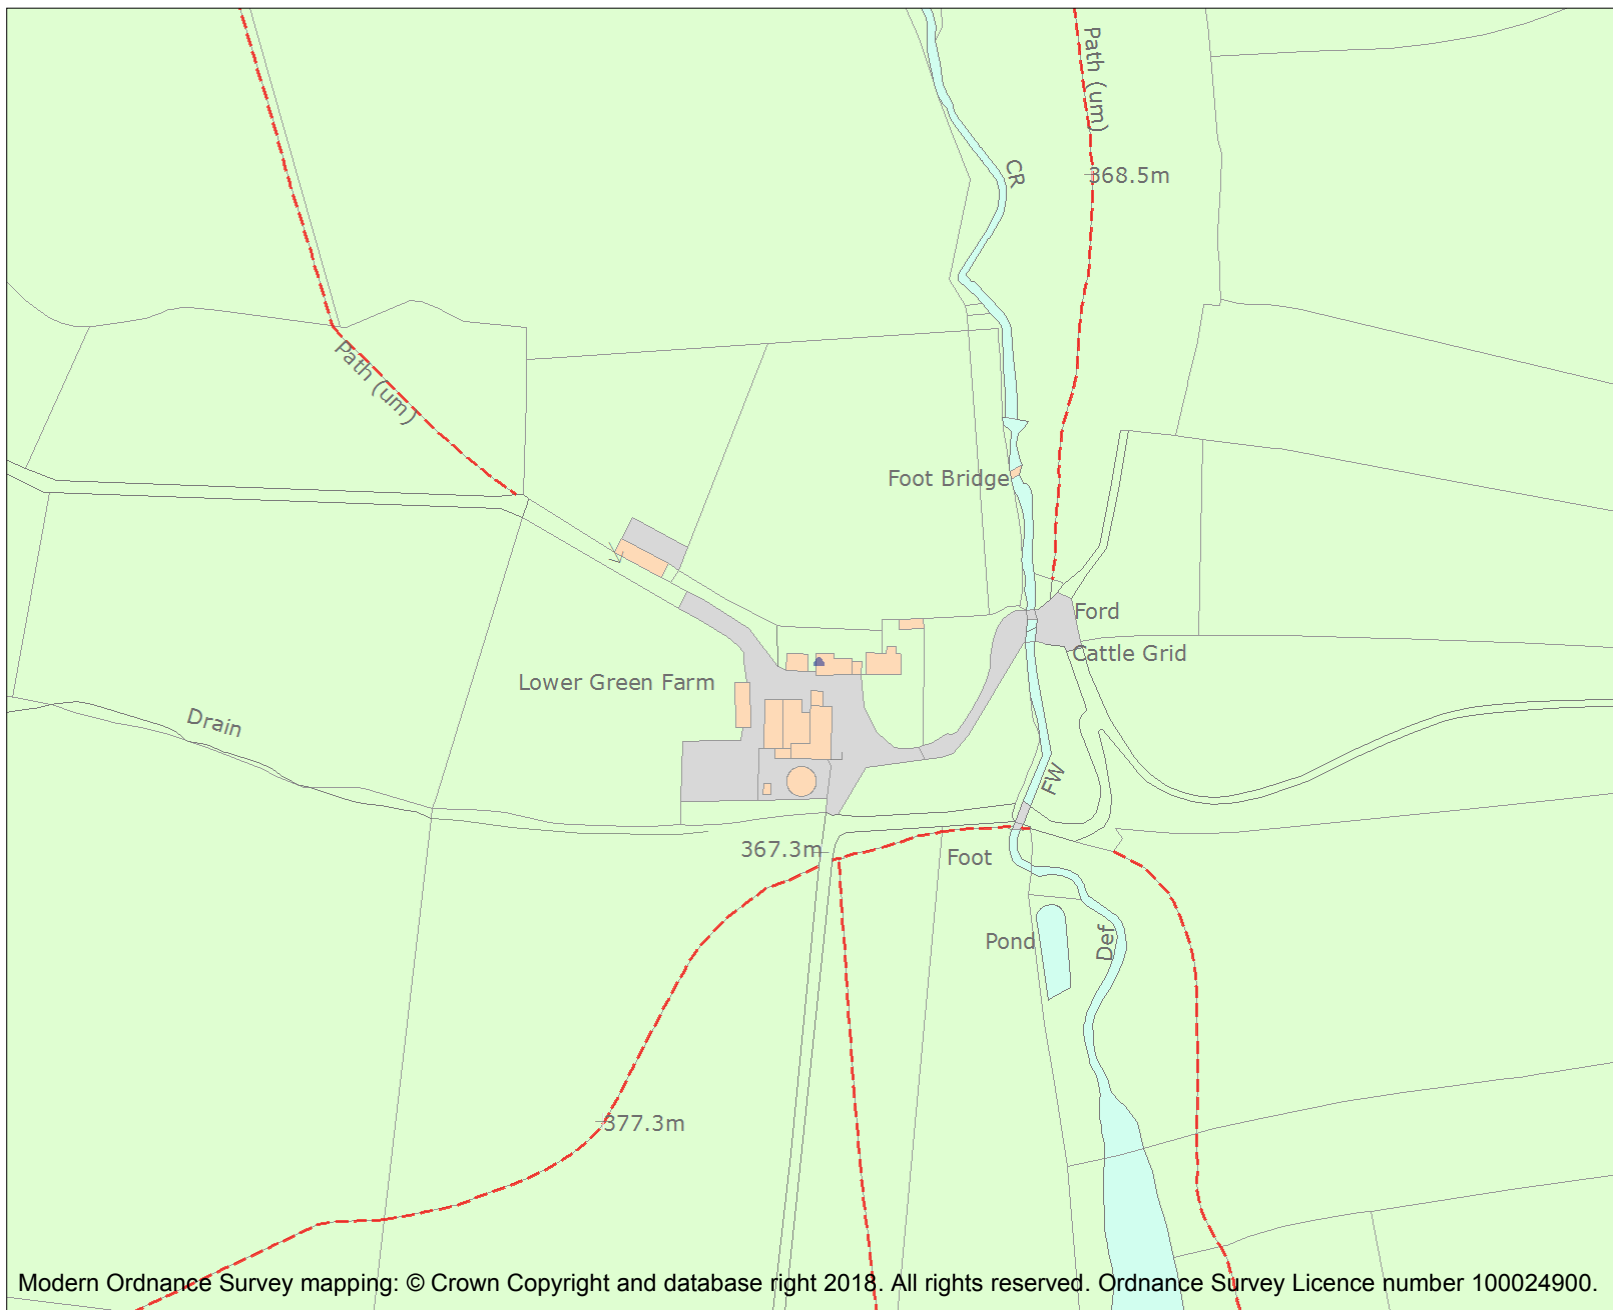 Path (um)
CR
368.5m
Path (um)
Foot Bridge
Ford
Cattle Grid
Lower Green Farm
Drain
FW
367.3m
Foot
Pond
Def
377.3m
Modern Ordnance Survey mapping: © Crown Copyright and database right 2018. All rights reserved. Ordnance Survey Licence number 100024900.